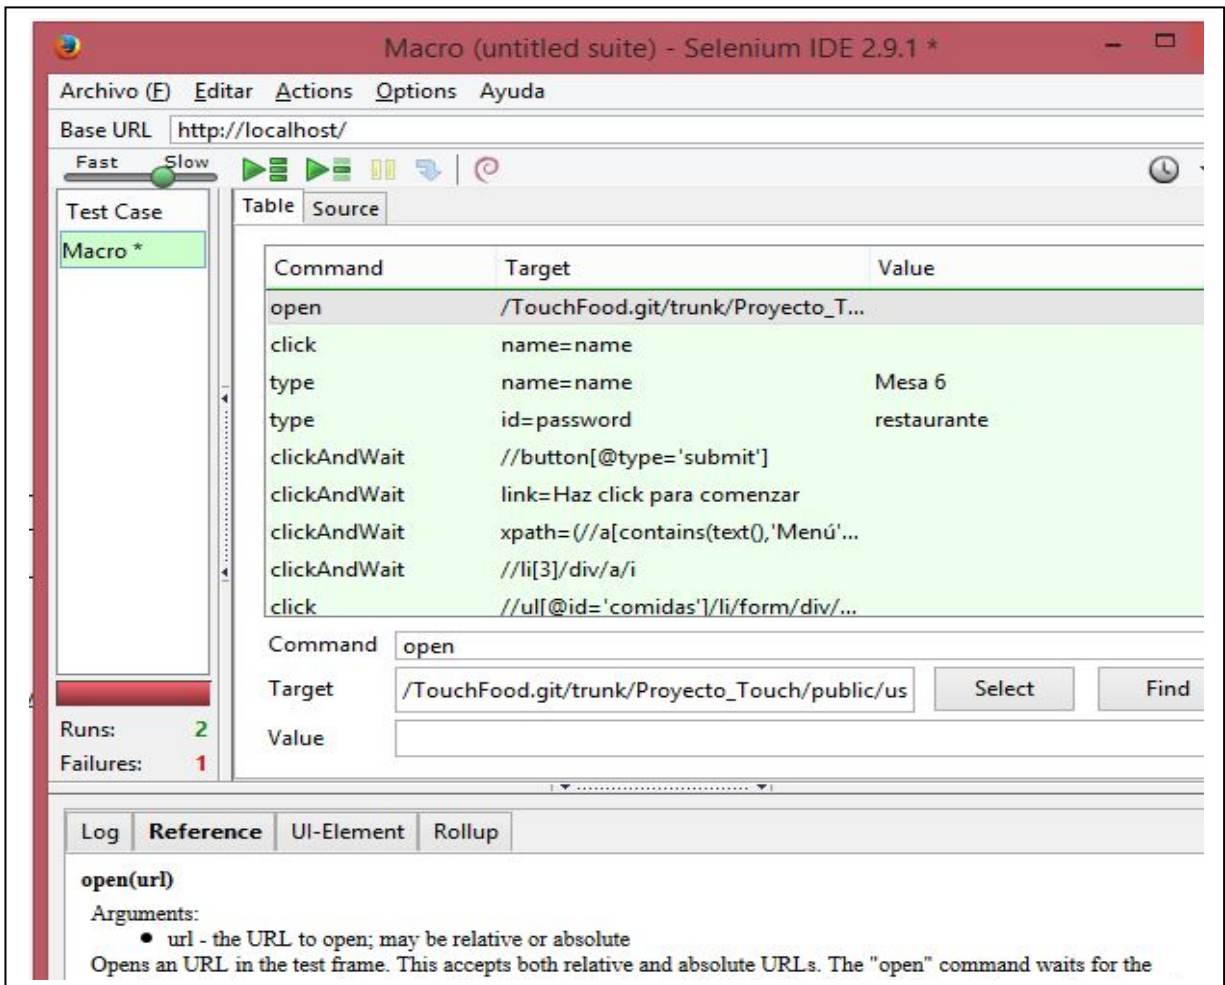 Macro (untitled suite) - Selenium IDE 2.9.1 *
Archivo (F) Editar Actions Options Ayuda
Base URL http://localhost/
Fast Slow
Test Case
Macro *
Table Source
Command Target Value
open /TouchFood.git/trunk/Proyecto_T...
click name=name
type name=name Mesa 6
type id=password restaurante
clickAndWait //button[@type='submit']
clickAndWait link=Haz click para comenzar
clickAndWait xpath=(//a[contains(text(),'Menú'...
clickAndWait //li[3]/div/a/i
click //ul[@id='comidas']/li/form/div/...
Command open
Target /TouchFood.git/trunk/Proyecto_Touch/public/us Select Find
Value
Runs: 2
Failures: 1
Log Reference UI-Element Rollup
open(url)
Arguments:
● url - the URL to open; may be relative or absolute
Opens an URL in the test frame. This accepts both relative and absolute URLs. The "open" command waits for the